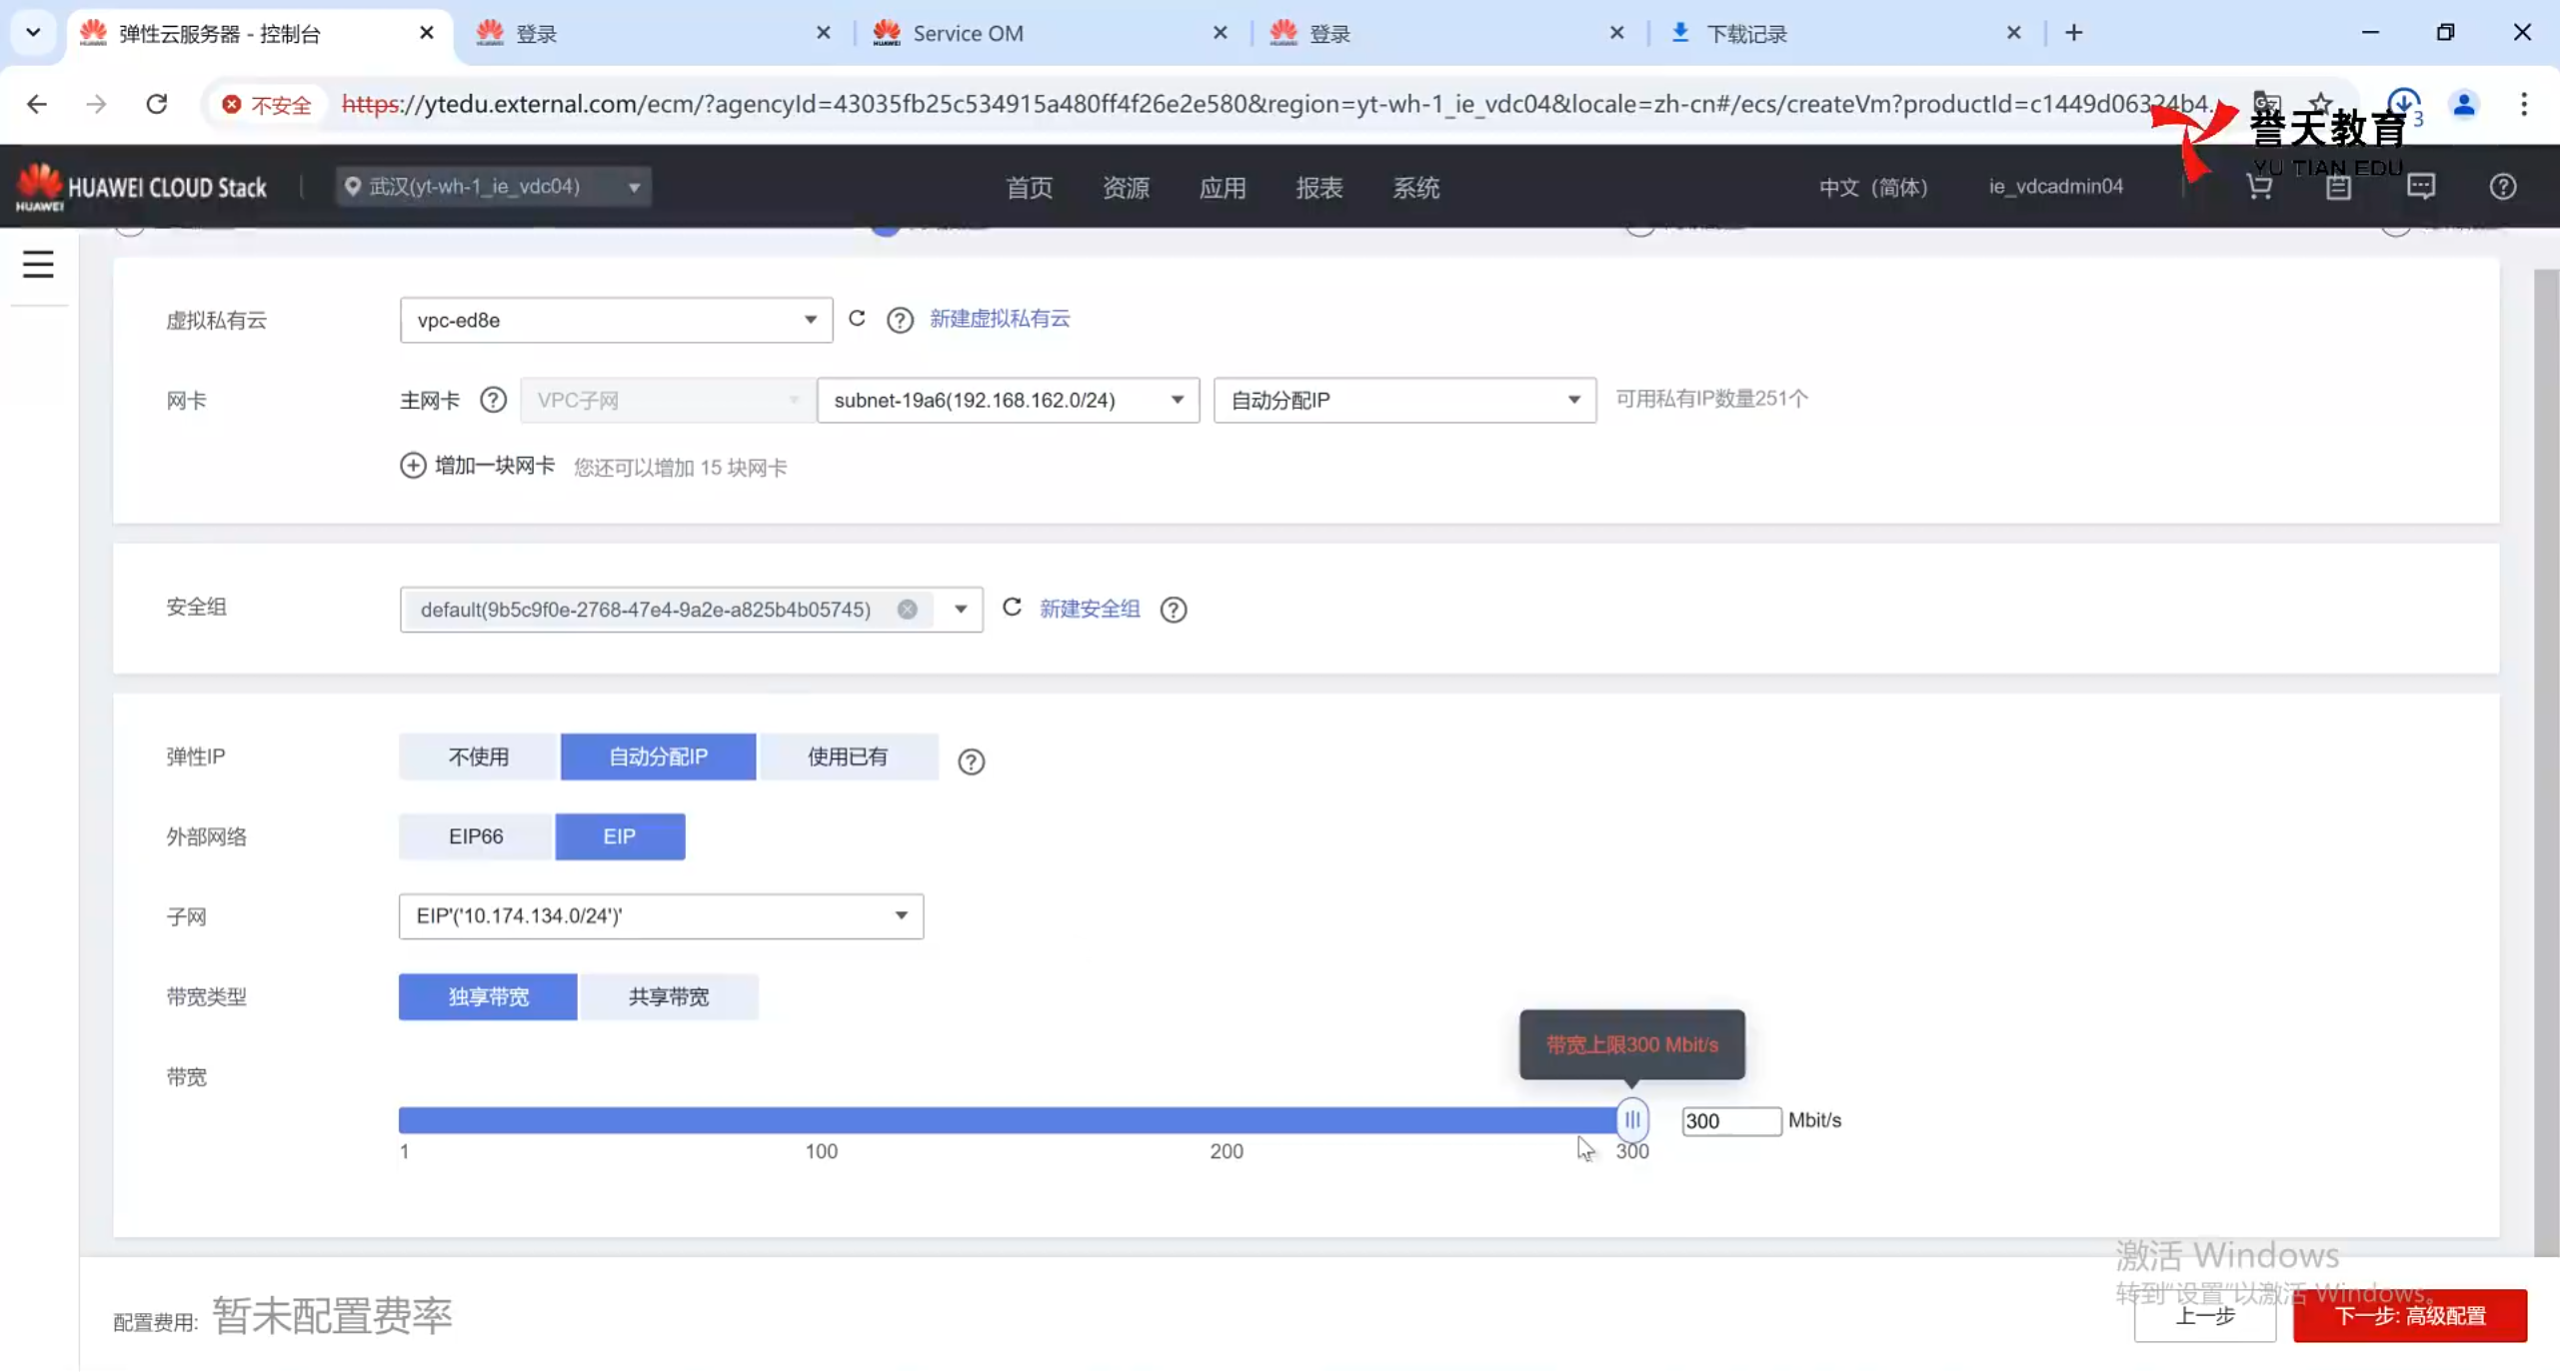 弹性云服务器 - 控制台
登录
Service OM
登录
下载记录
不安全 https://ytedu.external.com/ecm/?agencyId=43035fb25c534915a480ff4f26e2e580&region=yt-wh-1_ie_vdc04&locale=zh-cn#/ecs/createVm?productId=c1449d06324b4...
3
誉天教育
YU TIAN EDU
HUAWEI
HUAWEI CLOUD Stack
武汉(yt-wh-1_ie_vdc04)
首页 资源 应用 报表 系统
中文（简体） ie_vdcadmin04
虚拟私有云 vpc-ed8e 新建虚拟私有云
网卡 主网卡 VPC子网 subnet-19a6(192.168.162.0/24) 自动分配IP 可用私有IP数量251个
增加一块网卡 您还可以增加 15 块网卡
安全组 default(9b5c9f0e-2768-47e4-9a2e-a825b4b05745) 新建安全组
弹性IP 不使用 自动分配IP 使用已有
外部网络 EIP66 EIP
子网 EIP'('10.174.134.0/24')'
带宽类型 独享带宽 共享带宽
带宽上限300 Mbit/s
带宽
300 Mbit/s
1 100 200 300
激活 Windows
转到"设置"以激活 Windows。
配置费用: 暂未配置费率
上一步 下一步: 高级配置